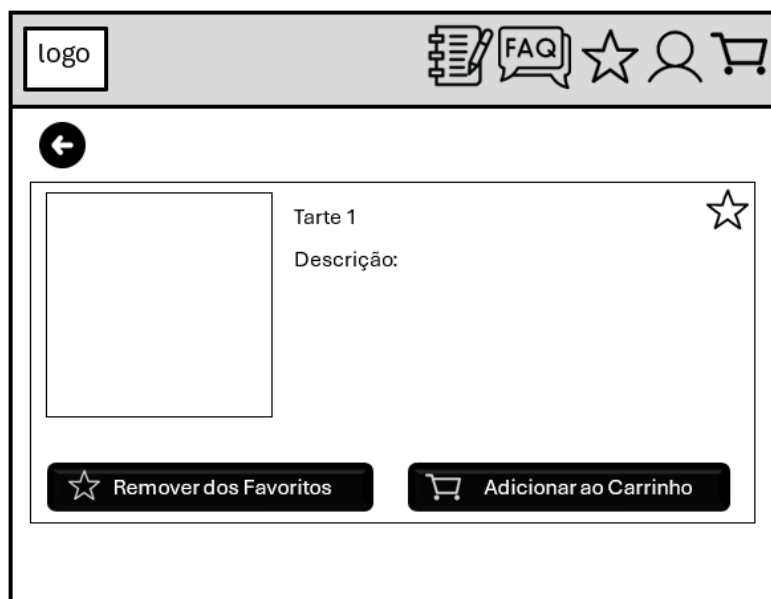 logo
FAQ
Tarte 1
Descrição:
Remover dos Favoritos
Adicionar ao Carrinho